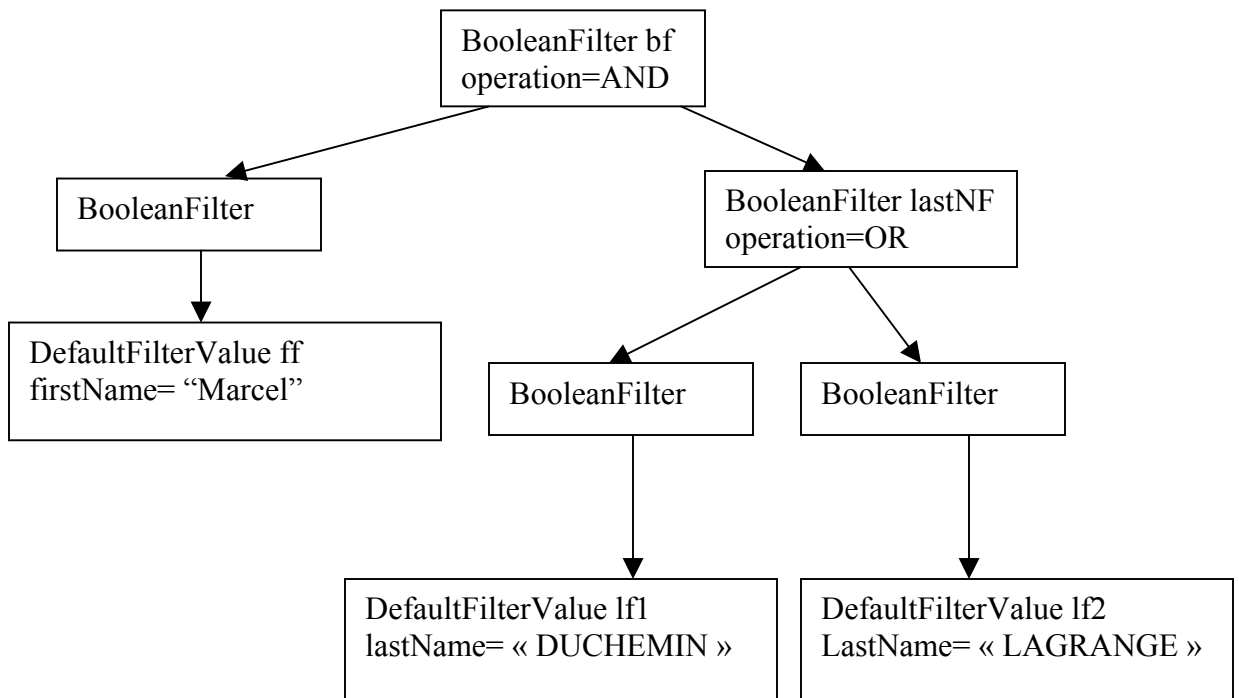 BooleanFilter bf
operation=AND
BooleanFilter
BooleanFilter lastNF
operation=OR
DefaultFilterValue ff
firstName= “Marcel”
BooleanFilter
BooleanFilter
DefaultFilterValue lf1
lastName= « DUCHEMIN »
DefaultFilterValue lf2
LastName= « LAGRANGE »